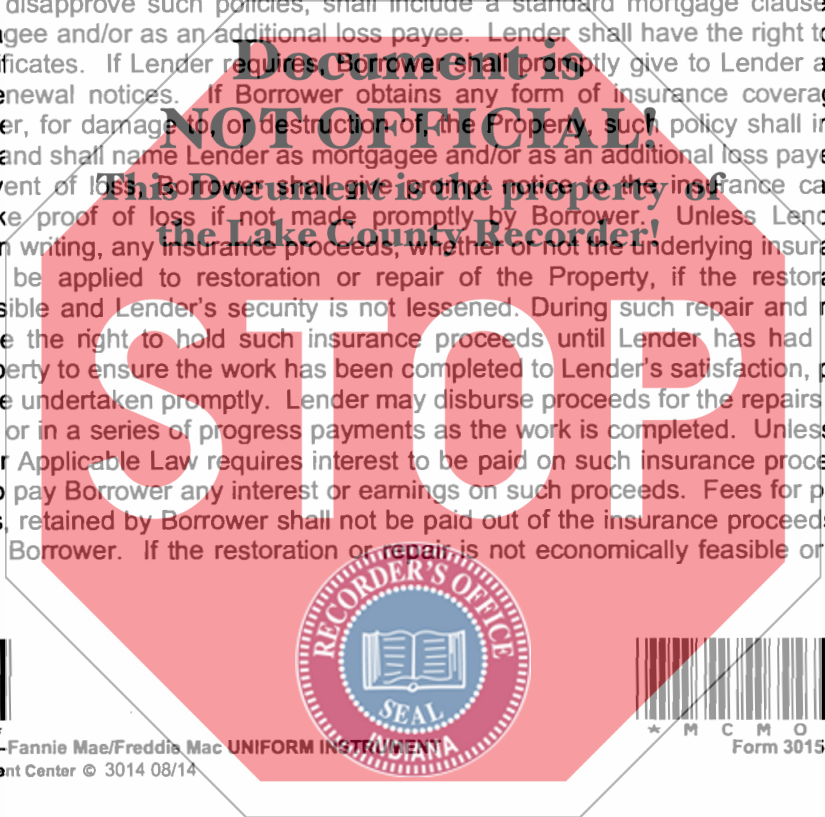 disapprove such policies, shall include a standard mortgage clause
gee and/or as an additional loss payee. Lender shall have the right to
ficates. If Lender requires, Borrower shall promptly give to Lender a
enewal notices. If Borrower obtains any form of insurance covera
er, for damage to, or destruction of, the Property, such policy shall in
and shall name Lender as mortgagee and/or as an additional loss paye
ent of loss, Borrower shall give prompt notice to the insurance ca
ke proof of loss if not made promptly by Borrower. Unless Lend
n writing, any insurance proceeds, whether or not the underlying insura
be applied to restoration or repair of the Property, if the restora
sible and Lender's security is not lessened. During such repair and r
e the right to hold such insurance proceeds until Lender has had
perty to ensure the work has been completed to Lender's satisfaction, p
e undertaken promptly. Lender may disburse proceeds for the repairs
or in a series of progress payments as the work is completed. Unless
r Applicable Law requires interest to be paid on such insurance proce
o pay Borrower any interest or earnings on such proceeds. Fees for p
s, retained by Borrower shall not be paid out of the insurance proceeds
Borrower. If the restoration or repair is not economically feasible or
Document is
NOT OFFICIAL!
This Document is the property of
the Lake County Recorder!
STOP
RECORDER'S OFFICE
SEAL
INDIANA
* M C M O
-Fannie Mae/Freddie Mac UNIFORM INSTRUMENT
Form 3015
ent Center © 3014 08/14